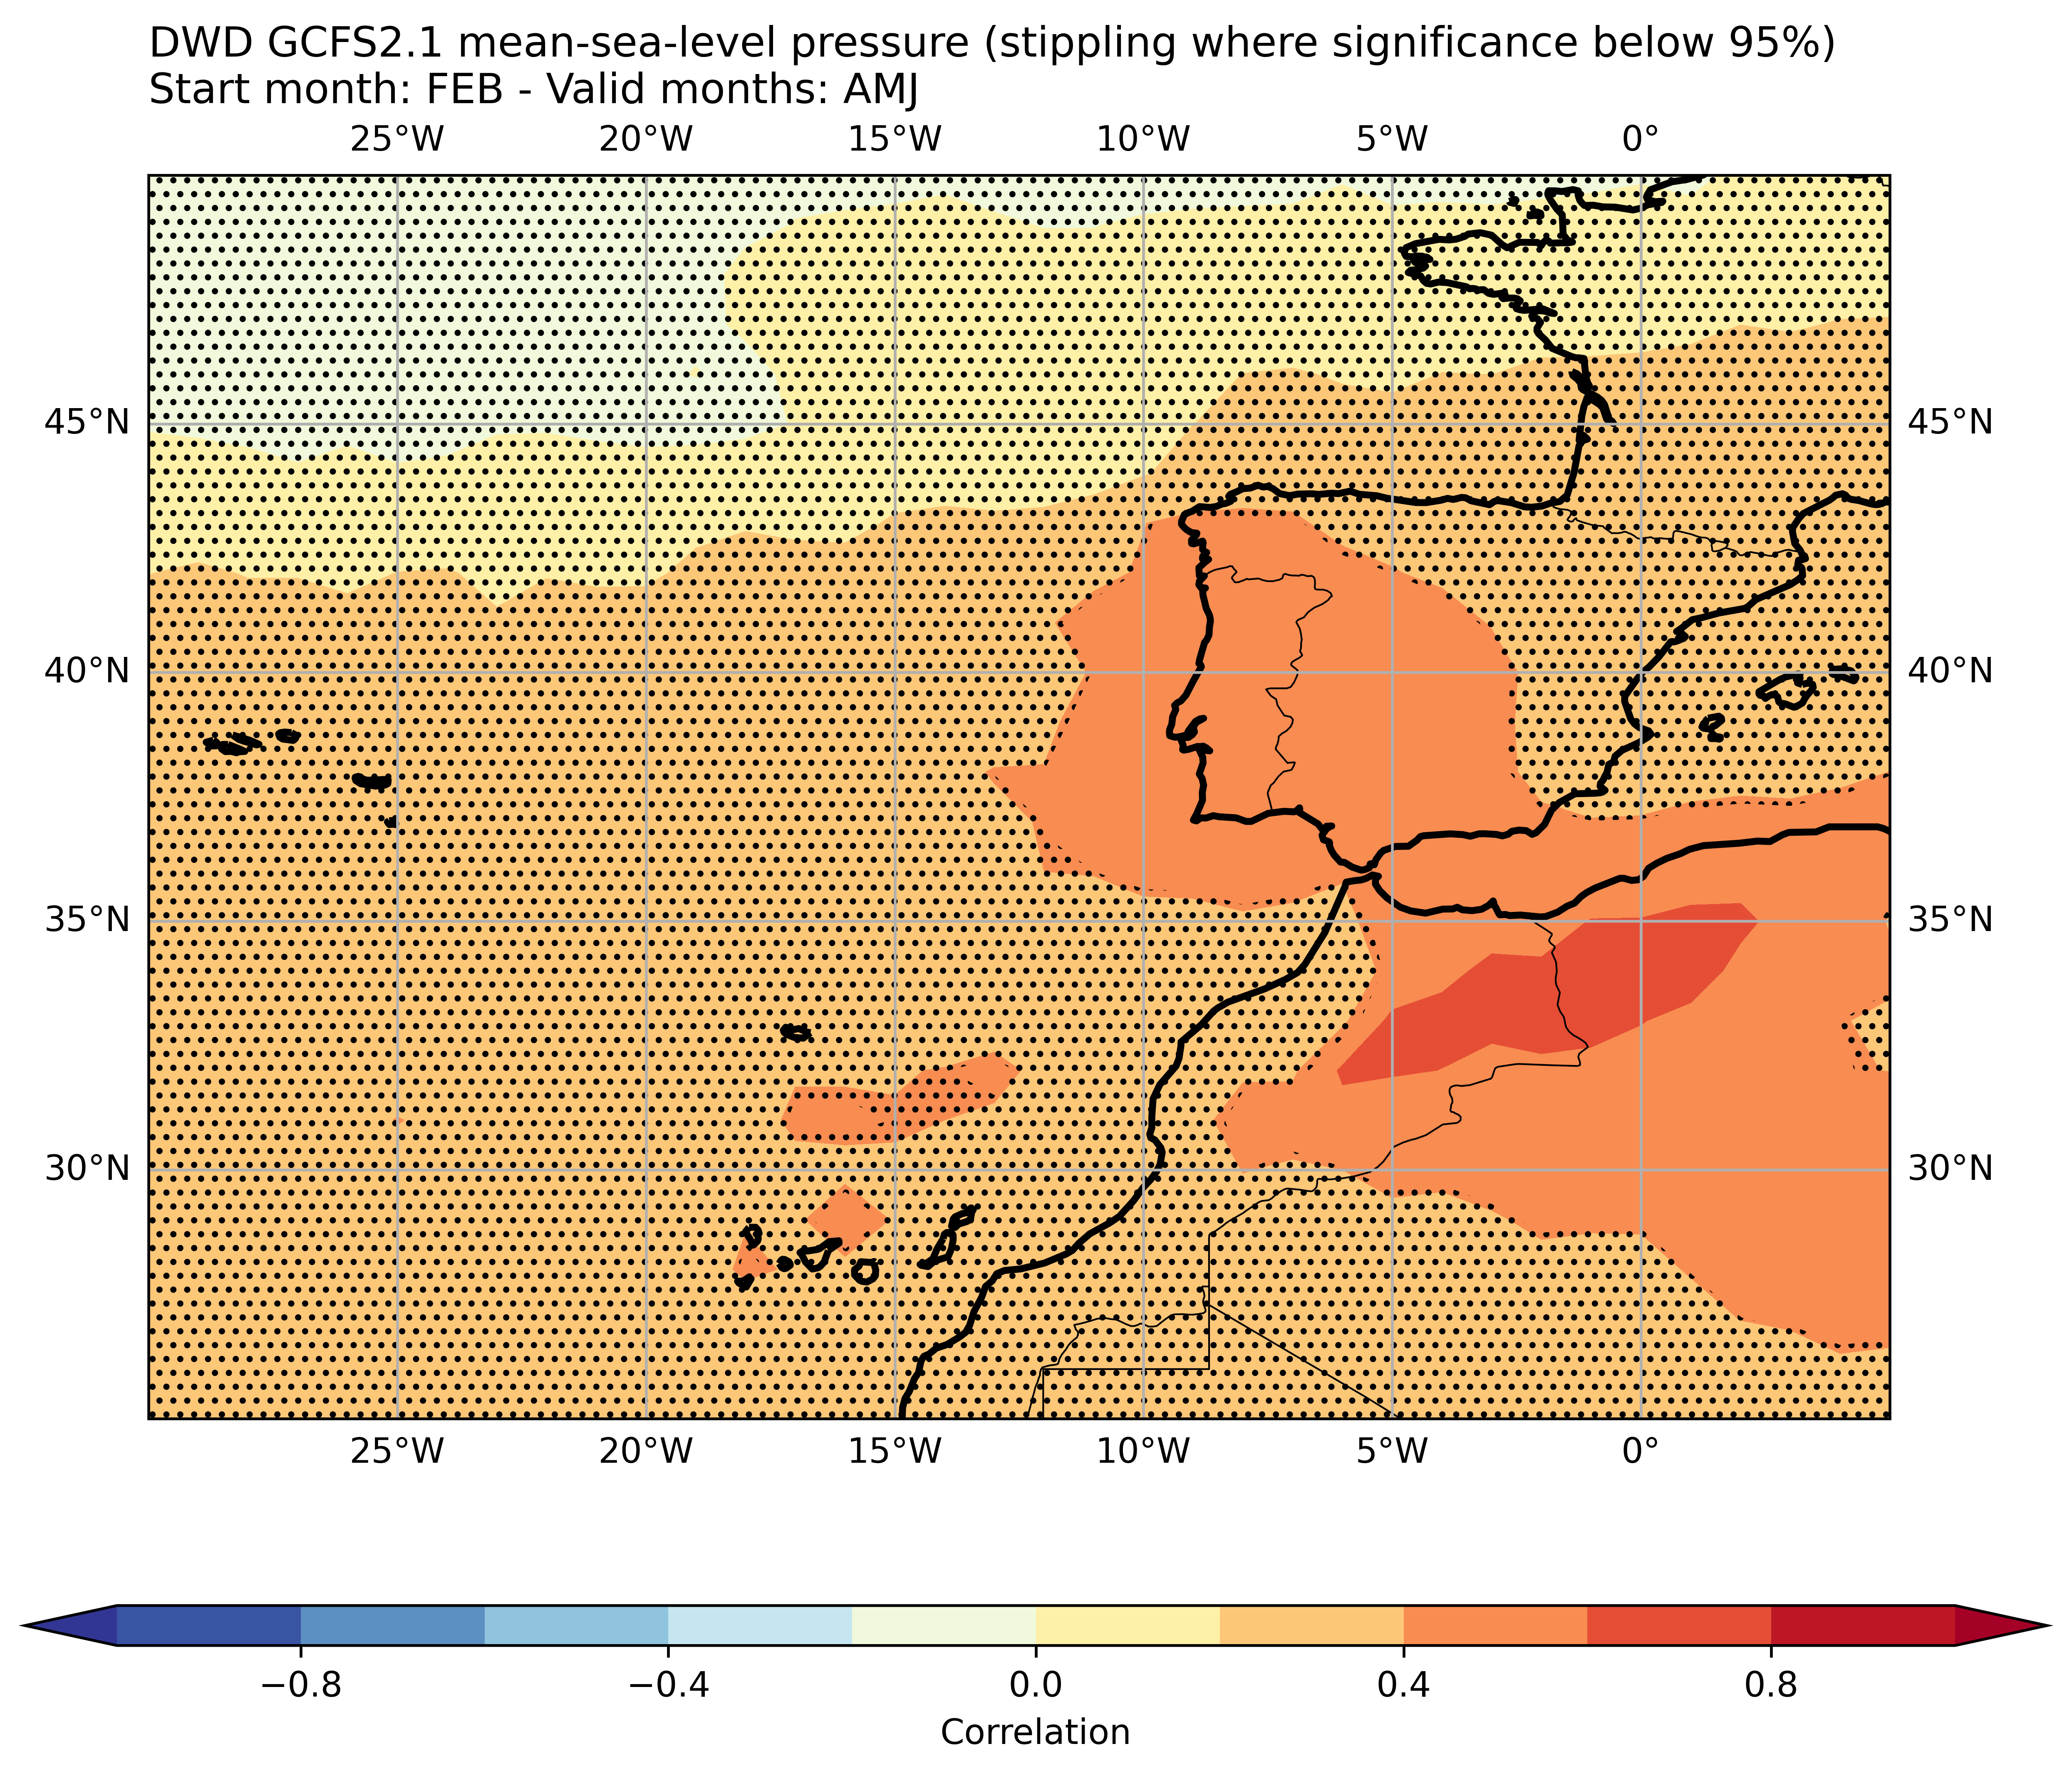 DWD GCFS2.1 mean-sea-level pressure (stippling where significance below 95%)
Start month: FEB - Valid months: AMJ
25°W 20°W 15°W 10°W 5°W 0°
45°N 45°N
40°N 40°N
35°N 35°N
30°N 30°N
25°W 20°W 15°W 10°W 5°W 0°
−0.8 −0.4 0.0 0.4 0.8
Correlation